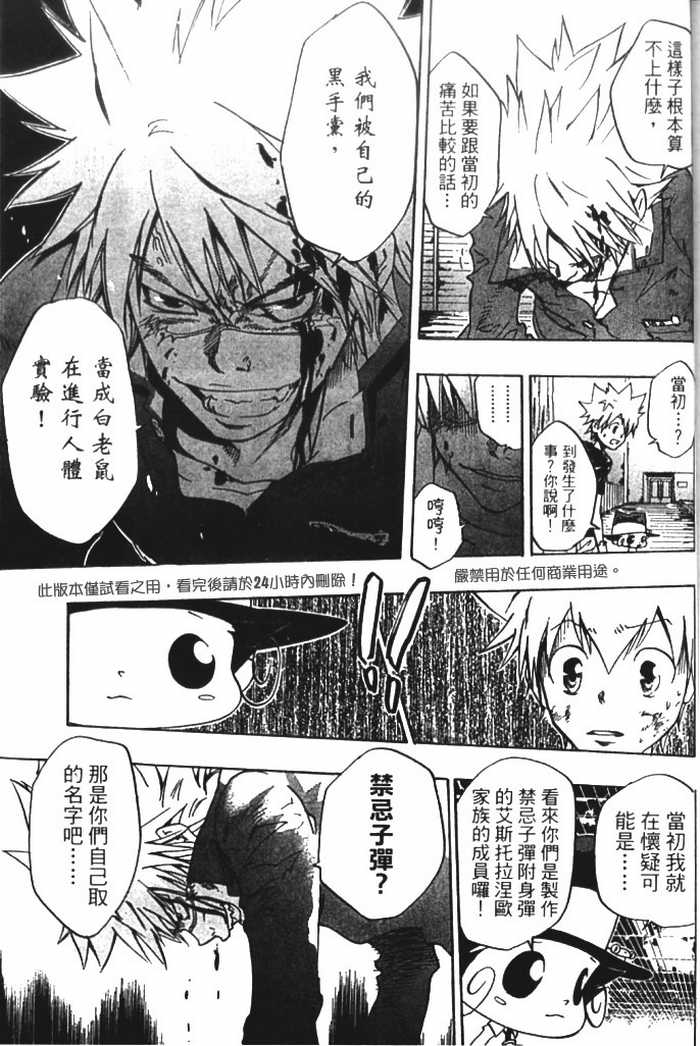 這樣子根本算
不上什麼，
如果要跟當初的
痛苦比較的話…
我們被自己的
黑手黨，
當成白老鼠
在進行人體
實驗！
當初…?
到發生了什麼
事?你說啊！
………
………
哼哼！
此版本僅試看之用，看完後請於24小時內刪除！
嚴禁用於任何商業用途。
當初我就
在懷疑可
能是……
看來你們是製作
禁忌子彈附身彈
的艾斯托拉涅歐
家族的成員囉！
禁忌子彈?
那是你們自己取
的名字吧……